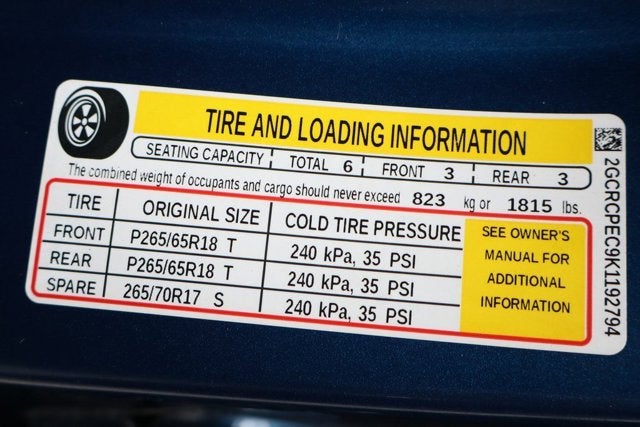 TIRE AND LOADING INFORMATION
SEATING CAPACITY TOTAL 6 FRONT 3 REAR 3
The combined weight of occupants and cargo should never exceed 823 kg or 1815 lbs.
TIRE ORIGINAL SIZE COLD TIRE PRESSURE
FRONT P265/65R18 T 240 kPa, 35 PSI
REAR P265/65R18 T 240 kPa, 35 PSI
SPARE 265/70R17 S 240 kPa, 35 PSI
SEE OWNER'S
MANUAL FOR
ADDITIONAL
INFORMATION
2GCRCPEC9K1192794